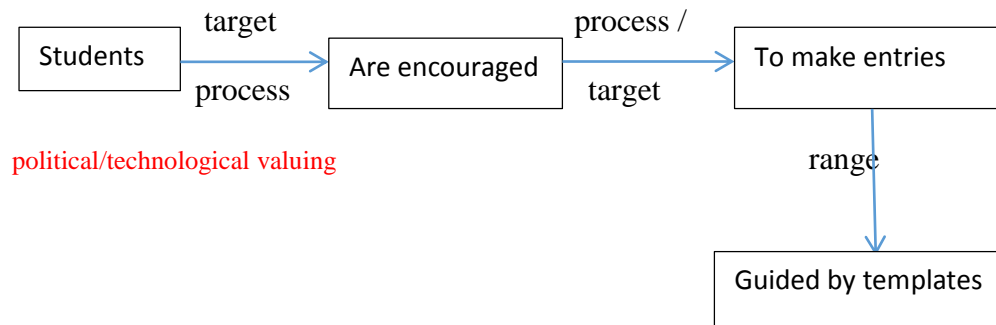 target
process /
Students
Are encouraged
To make entries
process
target
political/technological valuing
range
Guided by templates